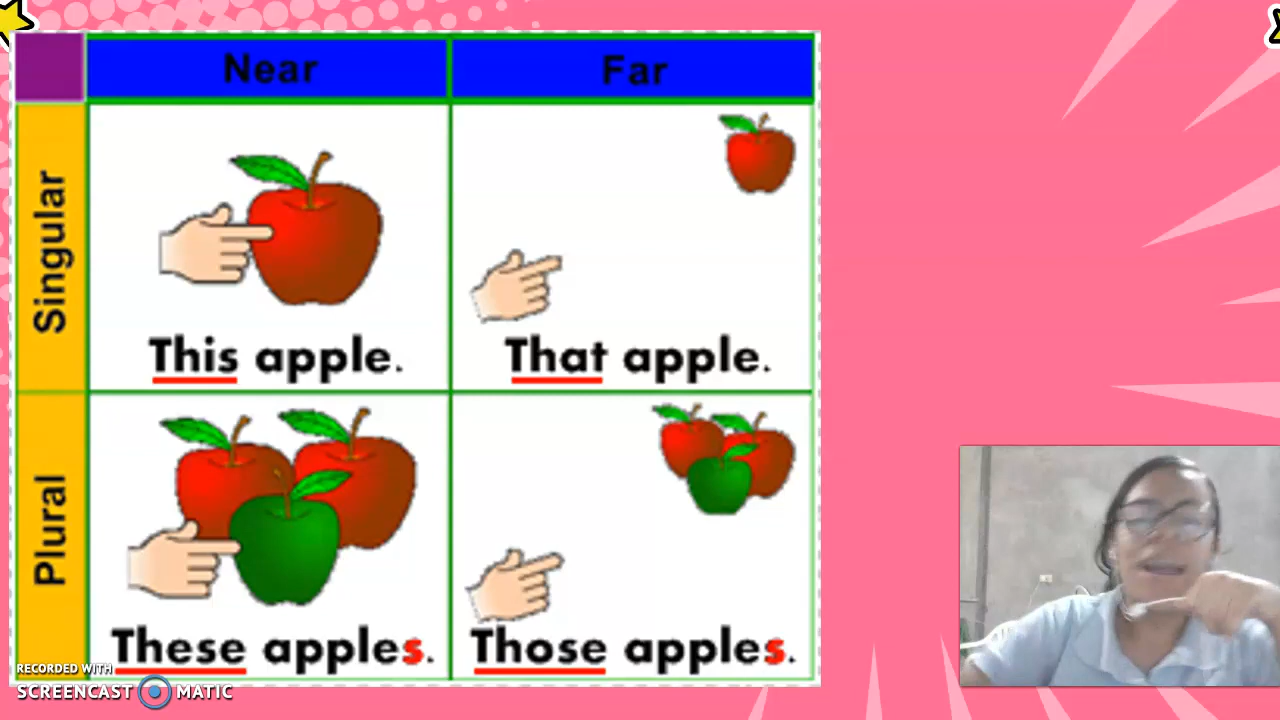 Near
Far
Singular
This apple.
That apple.
Plural
These apples.
Those apples.
RECORDED WITH
SCREENCAST MATIC